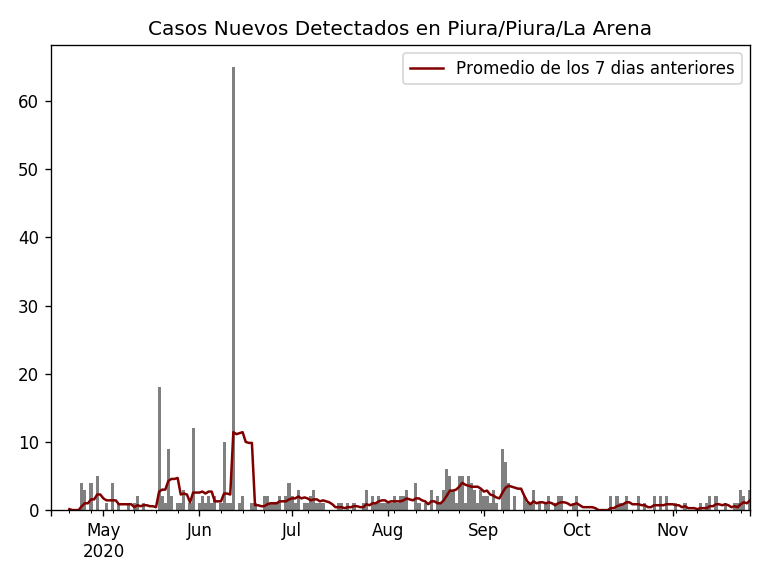 Casos Nuevos Detectados en Piura/Piura/La Arena
Promedio de los 7 dias anteriores
60
50
40
30
20
10
0
May Jun Jul Aug Sep Oct Nov
2020